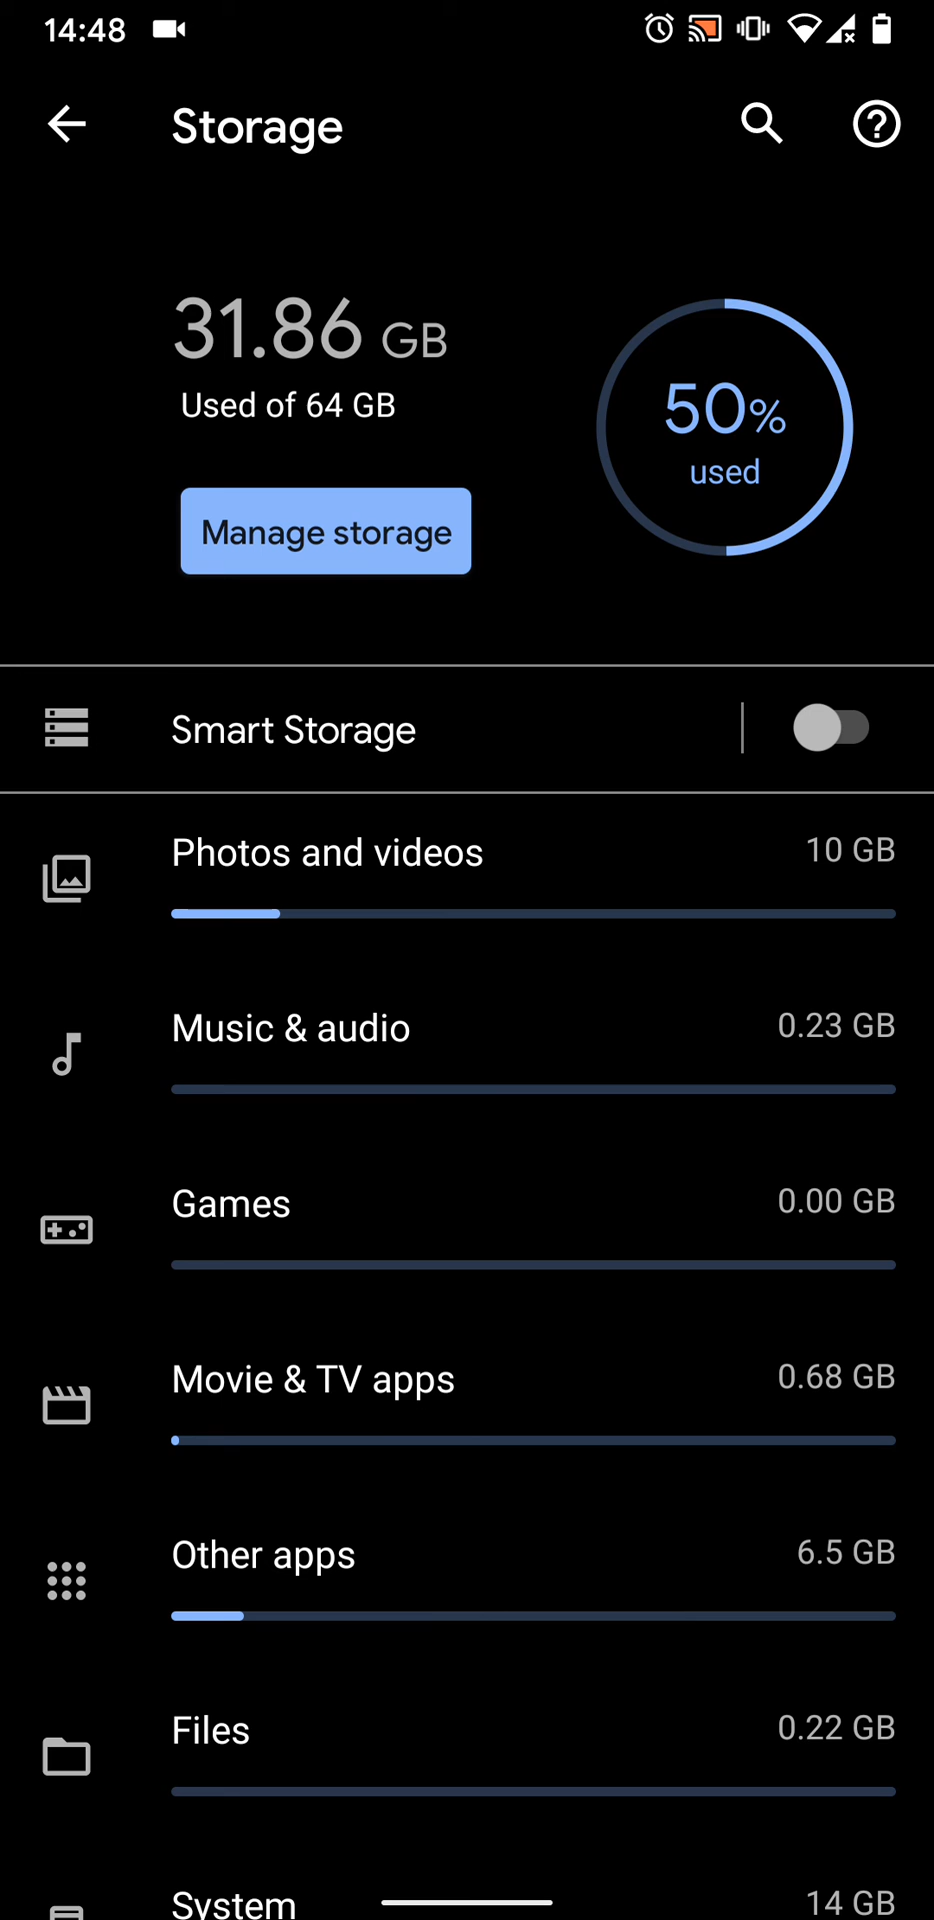 14:48
Storage
31.86 GB
Used of 64 GB
50%
used
Manage storage
Smart Storage
Photos and videos
10 GB
Music & audio
0.23 GB
Games
0.00 GB
Movie & TV apps
0.68 GB
Other apps
6.5 GB
Files
0.22 GB
System
14 GB